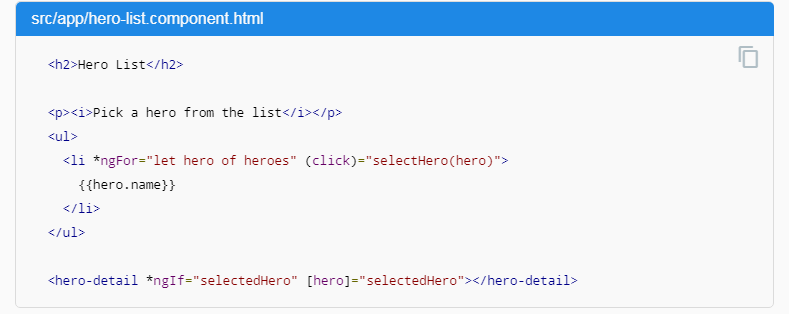 src/app/hero-list.component.html
<h2>Hero List</h2>
<p><i>Pick a hero from the list</i></p>
<ul>
<li *ngFor="let hero of heroes" (click)="selectHero(hero)">
{{hero.name}}
</li>
</ul>
<hero-detail *ngIf="selectedHero" [hero]="selectedHero"></hero-detail>